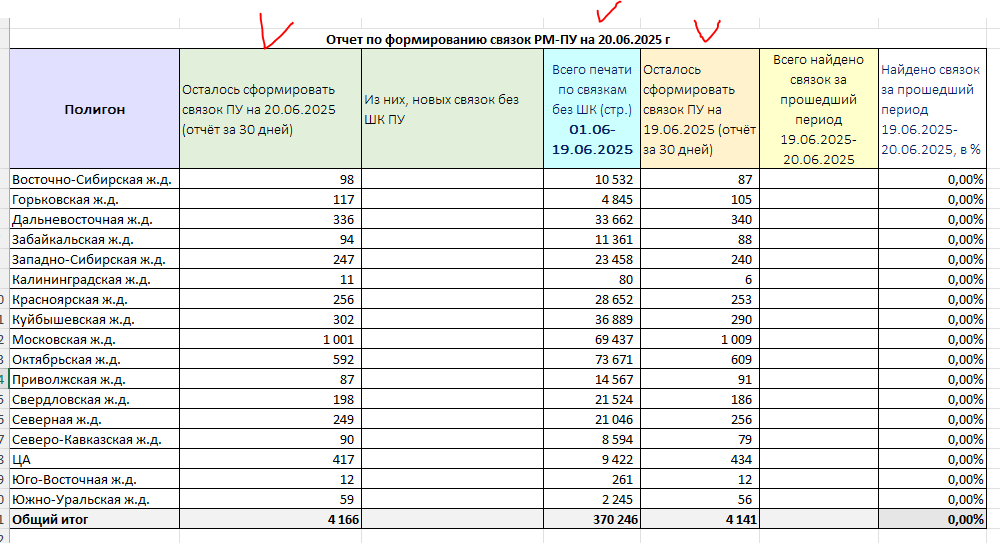 Отчет по формированию связок РМ-ПУ на 20.06.2025 г
Полигон
Осталось сформировать
связок ПУ на 20.06.2025
(отчёт за 30 дней)
Из них, новых связок без
ШК ПУ
Всего печати
по связкам
без ШК (стр.)
01.06-
19.06.2025
Осталось
сформировать
связок ПУ на
19.06.2025 (отчёт
за 30 дней)
Всего найдено
связок за
прошедший
период
19.06.2025-
20.06.2025
Найдено связок
за прошедший
период
19.06.2025-
20.06.2025, в %
Восточно-Сибирская ж.д. 98 10 532 87 0,00%
Горьковская ж.д. 117 4 845 105 0,00%
Дальневосточная ж.д. 336 33 662 340 0,00%
Забайкальская ж.д. 94 11 361 88 0,00%
Западно-Сибирская ж.д. 247 23 458 240 0,00%
Калининградская ж.д. 11 80 6 0,00%
Красноярская ж.д. 256 28 652 253 0,00%
Куйбышевская ж.д. 302 36 889 290 0,00%
Московская ж.д. 1 001 69 437 1 009 0,00%
Октябрьская ж.д. 592 73 671 609 0,00%
Приволжская ж.д. 87 14 567 91 0,00%
Свердловская ж.д. 198 21 524 186 0,00%
Северная ж.д. 249 21 046 256 0,00%
Северо-Кавказская ж.д. 90 8 594 79 0,00%
ЦА 417 9 422 434 0,00%
Юго-Восточная ж.д. 12 261 12 0,00%
Южно-Уральская ж.д. 59 2 245 56 0,00%
Общий итог 4 166 370 246 4 141 0,00%